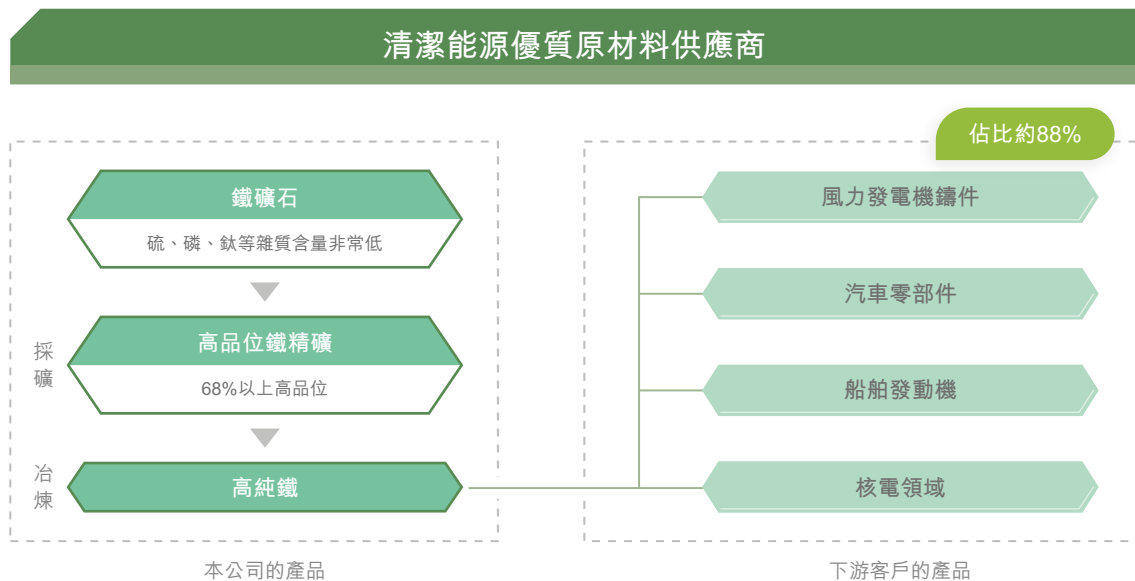 清潔能源優質原材料供應商
佔比約88%
鐵礦石
硫、磷、鈦等雜質含量非常低
採礦
高品位鐵精礦
68%以上高品位
冶煉
高純鐵
本公司的產品
風力發電機鑄件
汽車零部件
船舶發動機
核電領域
下游客戶的產品